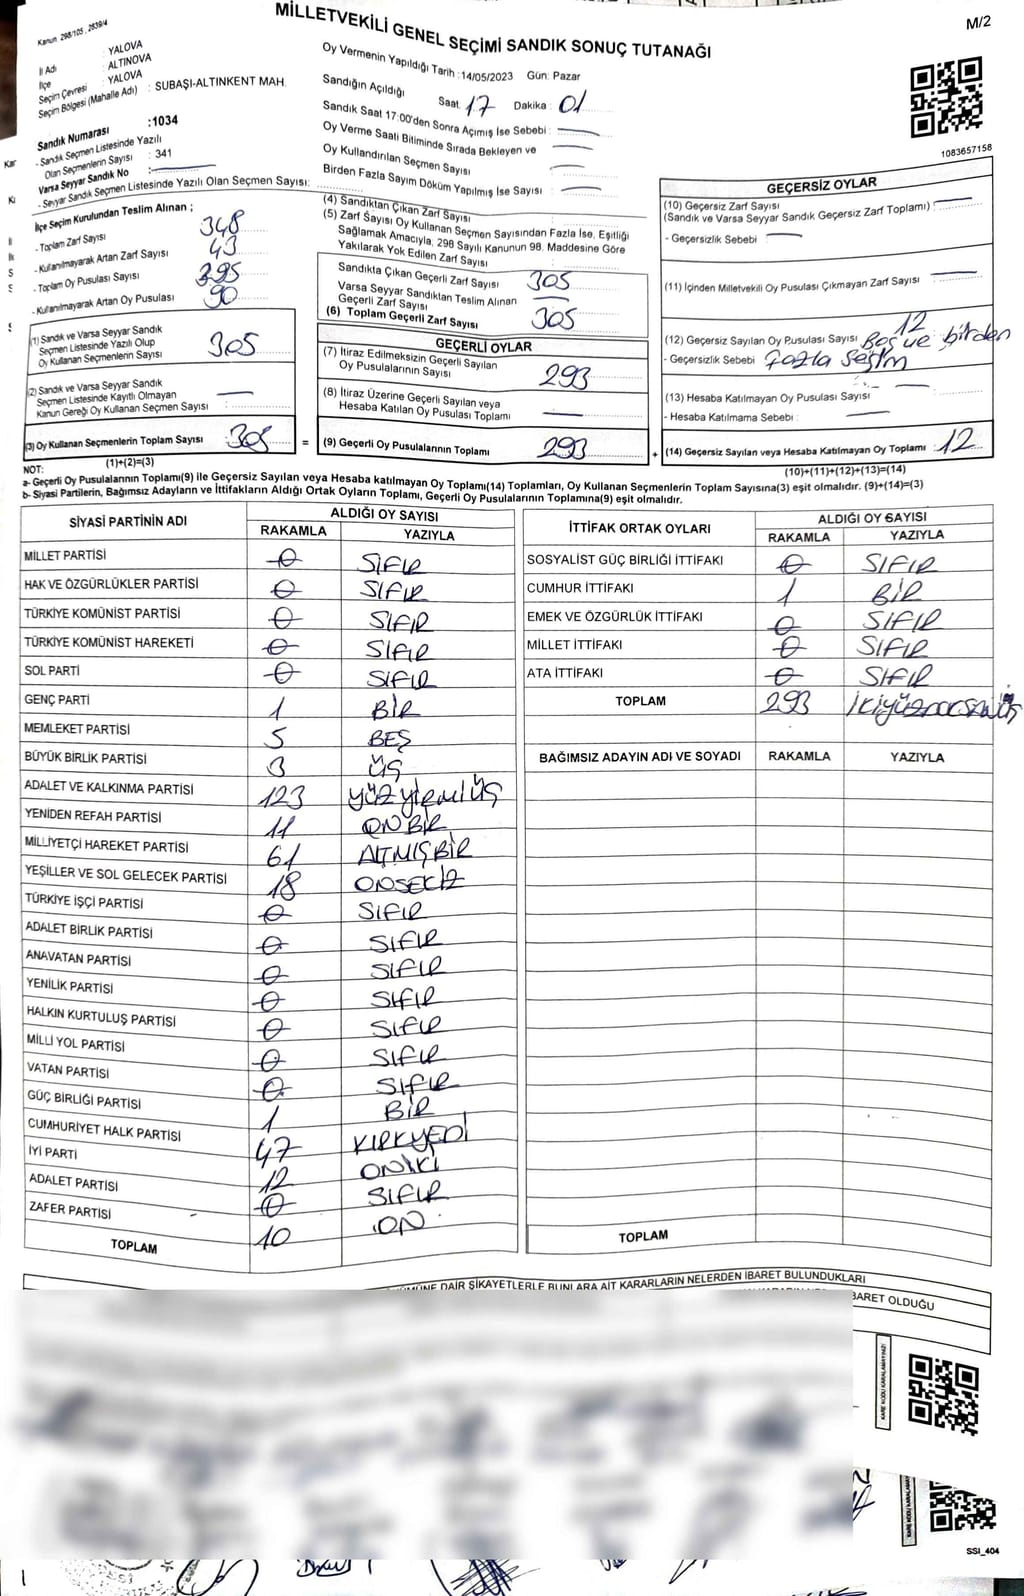 Kanun 298/105, 2839/4
MİLLETVEKİLİ GENEL SEÇİMİ SANDIK SONUÇ TUTANAĞI
M/2
İl Adı : YALOVA
İlçe : ALTINOVA
Seçim Çevresi : YALOVA
Seçim Bölgesi (Mahalle Adı) : SUBAŞI-ALTINKENT MAH.
Sandık Numarası :1034
- Sandık Seçmen Listesinde Yazılı
Olan Seçmenlerin Sayısı : 341
Varsa Seyyar Sandık No :
- Seyyar Sandık Seçmen Listesinde Yazılı Olan Seçmen Sayısı:
Oy Vermenin Yapıldığı Tarih :14/05/2023 Gün: Pazar
Sandığın Açıldığı Saat: 17 Dakika : 01
Sandık Saat 17:00'den Sonra Açımış İse Sebebi :
Oy Verme Saati Bitiminde Sırada Bekleyen ve
Oy Kullandırılan Seçmen Sayısı :
Birden Fazla Sayım Döküm Yapılmış İse Sayısı :
1083657158
İlçe Seçim Kurulundan Teslim Alınan ;
- Toplam Zarf Sayısı : 348
- Kullanılmayarak Artan Zarf Sayısı : 43
- Toplam Oy Pusulası Sayısı : 395
- Kullanılmayarak Artan Oy Pusulası : 90
(1) Sandık ve Varsa Seyyar Sandık
Seçmen Listesinde Yazılı Olup
Oy Kullanan Seçmenlerin Sayısı : 305
(2) Sandık ve Varsa Seyyar Sandık
Seçmen Listesinde Kayıtlı Olmayan
Kanun Gereği Oy Kullanan Seçmen Sayısı :
(3) Oy Kullanan Seçmenlerin Toplam Sayısı : 305
(1)+(2)=(3)
(4) Sandıktan Çıkan Zarf Sayısı :
(5) Zarf Sayısı Oy Kullanan Seçmen Sayısından Fazla İse, Eşitliği
Sağlamak Amacıyla, 298 Sayılı Kanunun 98. Maddesine Göre
Yakılarak Yok Edilen Zarf Sayısı :
Sandıkta Çıkan Geçerli Zarf Sayısı : 305
Varsa Seyyar Sandıktan Teslim Alınan
Geçerli Zarf Sayısı :
(6) Toplam Geçerli Zarf Sayısı : 305
GEÇERLİ OYLAR
(7) İtiraz Edilmeksizin Geçerli Sayılan
Oy Pusulalarının Sayısı : 293
(8) İtiraz Üzerine Geçerli Sayılan veya
Hesaba Katılan Oy Pusulası Toplamı :
= (9) Geçerli Oy Pusulalarının Toplamı : 293
GEÇERSİZ OYLAR
(10) Geçersiz Zarf Sayısı
(Sandık ve Varsa Seyyar Sandık Geçersiz Zarf Toplamı) :
- Geçersizlik Sebebi :
(11) İçinden Milletvekili Oy Pusulası Çıkmayan Zarf Sayısı :
(12) Geçersiz Sayılan Oy Pusulası Sayısı : 12
- Geçersizlik Sebebi : Boş ve birden fazla seçim
(13) Hesaba Katılmayan Oy Pusulası Sayısı :
- Hesaba Katılmama Sebebi :
+ (14) Geçersiz Sayılan veya Hesaba Katılmayan Oy Toplamı : 12
(10)+(11)+(12)+(13)=(14)
NOT:
a- Geçerli Oy Pusulalarının Toplamı(9) ile Geçersiz Sayılan veya Hesaba katılmayan Oy Toplamı(14) Toplamları, Oy Kullanan Seçmenlerin Toplam Sayısına(3) eşit olmalıdır. (9)+(14)=(3)
b- Siyasi Partilerin, Bağımsız Adayların ve İttifakların Aldığı Ortak Oyların Toplamı, Geçerli Oy Pusulalarının Toplamına(9) eşit olmalıdır.
SİYASİ PARTİNİN ADI ALDIĞI OY SAYISI
RAKAMLA YAZIYLA
MİLLET PARTİSİ 0 SIFIR
HAK VE ÖZGÜRLÜKLER PARTİSİ 0 SIFIR
TÜRKİYE KOMÜNİST PARTİSİ 0 SIFIR
TÜRKİYE KOMÜNİST HAREKETİ 0 SIFIR
SOL PARTİ 0 SIFIR
GENÇ PARTİ 1 BİR
MEMLEKET PARTİSİ 5 BEŞ
BÜYÜK BİRLİK PARTİSİ 3 ÜÇ
ADALET VE KALKINMA PARTİSİ 123 YÜZYİRMİÜÇ
YENİDEN REFAH PARTİSİ 11 ONBİR
MİLLİYETÇİ HAREKET PARTİSİ 61 ALTMIŞBİR
YEŞİLLER VE SOL GELECEK PARTİSİ 18 ONSEKİZ
TÜRKİYE İŞÇİ PARTİSİ 0 SIFIR
ADALET BİRLİK PARTİSİ 0 SIFIR
ANAVATAN PARTİSİ 0 SIFIR
YENİLİK PARTİSİ 0 SIFIR
HALKIN KURTULUŞ PARTİSİ 0 SIFIR
MİLLİ YOL PARTİSİ 0 SIFIR
VATAN PARTİSİ 0 SIFIR
GÜÇ BİRLİĞİ PARTİSİ 1 BİR
CUMHURİYET HALK PARTİSİ 47 KIRKYEDİ
İYİ PARTİ 12 ONİKİ
ADALET PARTİSİ 0 SIFIR
ZAFER PARTİSİ 10 ON
TOPLAM
İTTİFAK ORTAK OYLARI ALDIĞI OY SAYISI
RAKAMLA YAZIYLA
SOSYALİST GÜÇ BİRLİĞİ İTTİFAKI 0 SIFIR
CUMHUR İTTİFAKI 1 BİR
EMEK VE ÖZGÜRLÜK İTTİFAKI 0 SIFIR
MİLLET İTTİFAKI 0 SIFIR
ATA İTTİFAKI 0 SIFIR
TOPLAM 293 İKİYÜZDOKSANÜÇ
BAĞIMSIZ ADAYIN ADI VE SOYADI RAKAMLA YAZIYLA
TOPLAM
DAİR ŞİKAYETLERLE BUNLARA AİT KARARLARIN NELERDEN İBARET BULUNDUKLARI
BARET OLDUĞU
KARE KODU KARALAMAYINIZ!
SSI_404